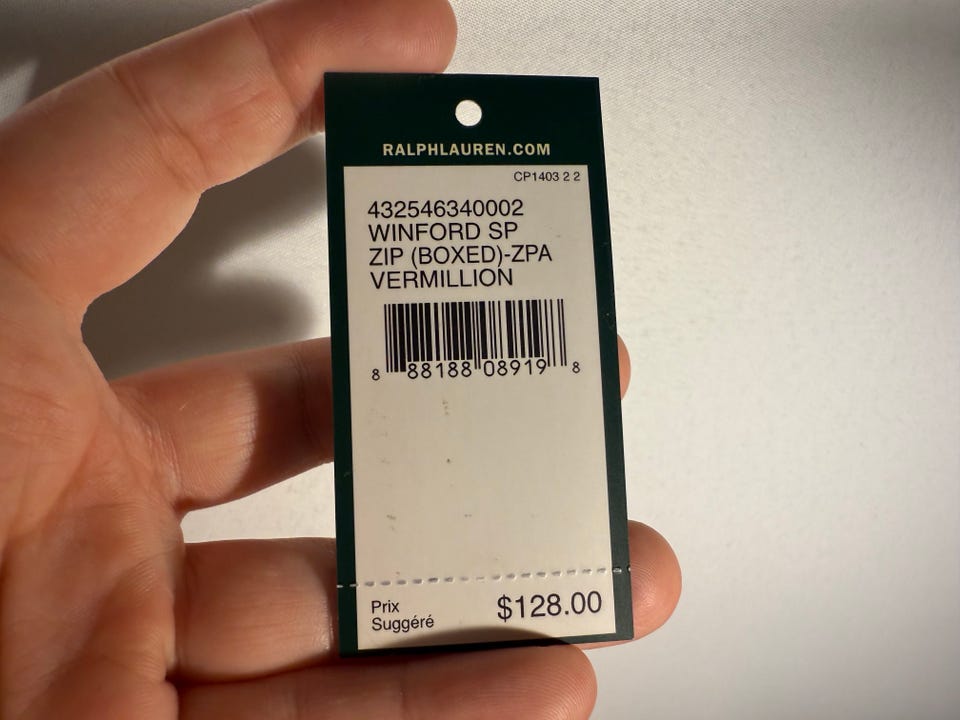 RALPHLAUREN.COM
CP1403 2 2
432546340002
WINFORD SP
ZIP (BOXED)-ZPA
VERMILLION
8 88188 08919 8
Prix
Suggéré
$128.00